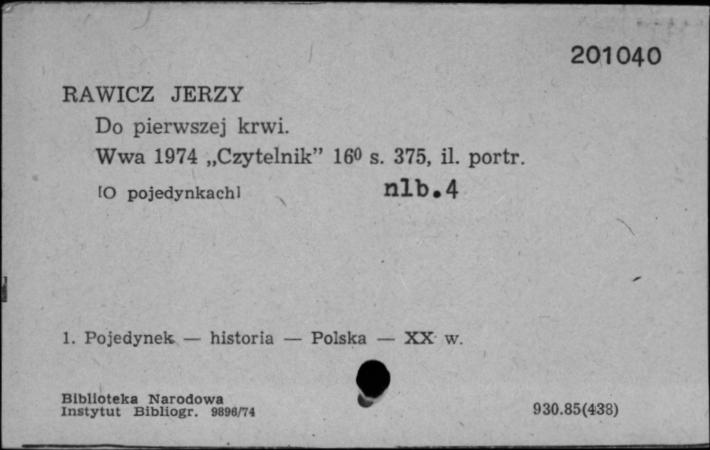 201040
RAWICZ JERZY
Do pierwszej krwi.
Wwa 1974 „Czytelnik” 16⁰ s. 375, il. portr.
[O pojedynkach] nlb.4
1. Pojedynek — historia — Polska — XX w.
Biblioteka Narodowa
Instytut Bibliogr. 9896/74
930.85(438)